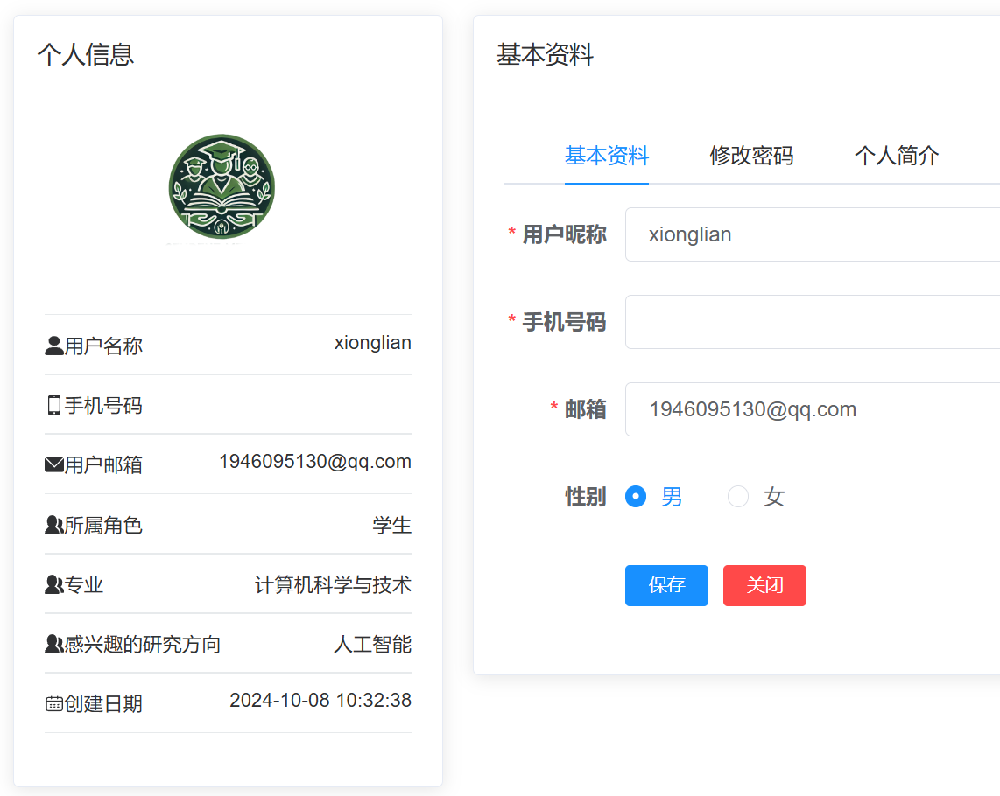 个人信息
用户名称 xionglian
手机号码
用户邮箱 1946095130@qq.com
所属角色 学生
专业 计算机科学与技术
感兴趣的研究方向 人工智能
创建日期 2024-10-08 10:32:38
基本资料
基本资料 修改密码 个人简介
* 用户昵称 xionglian
* 手机号码
* 邮箱 1946095130@qq.com
性别 男 女
保存 关闭